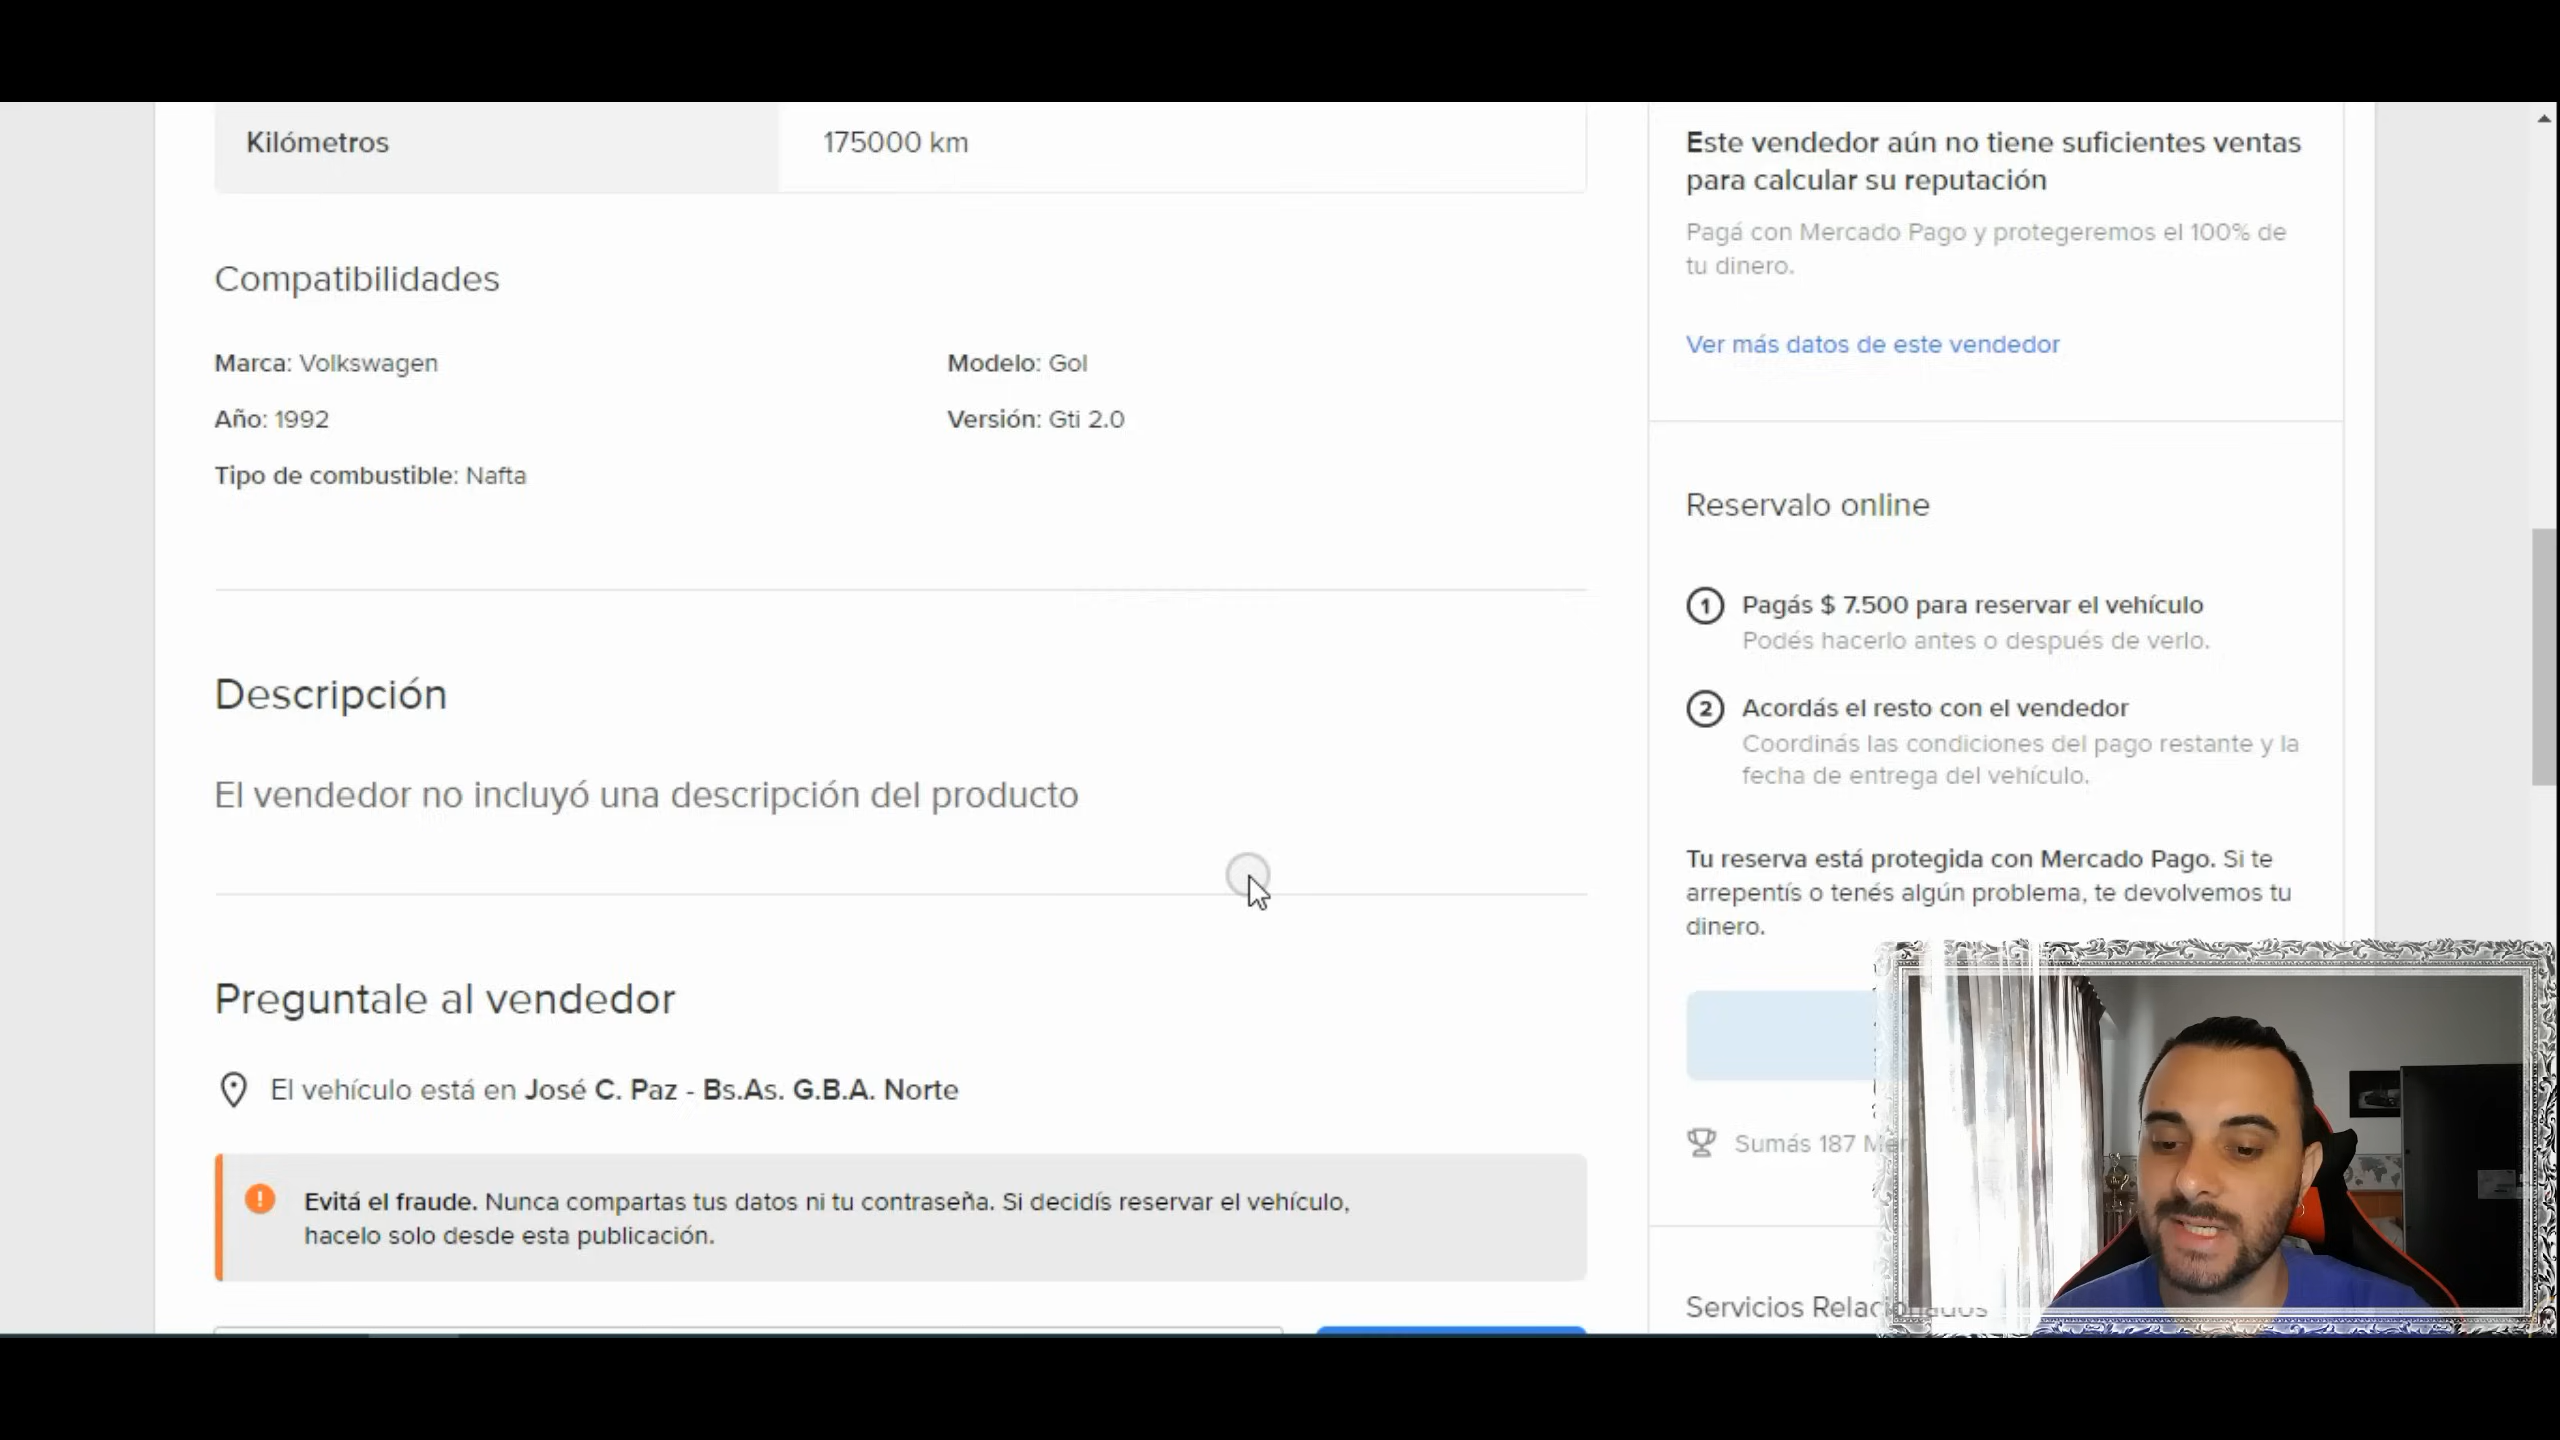 Kilómetros
175000 km
Compatibilidades
Marca: Volkswagen
Modelo: Gol
Año: 1992
Versión: Gti 2.0
Tipo de combustible: Nafta
Descripción
El vendedor no incluyó una descripción del producto
Preguntale al vendedor
El vehículo está en José C. Paz - Bs.As. G.B.A. Norte
Evitá el fraude. Nunca compartas tus datos ni tu contraseña. Si decidís reservar el vehículo,
hacelo solo desde esta publicación.
Este vendedor aún no tiene suficientes ventas
para calcular su reputación
Pagá con Mercado Pago y protegeremos el 100% de
tu dinero.
Ver más datos de este vendedor
Reservalo online
1 Pagás $ 7.500 para reservar el vehículo
Podés hacerlo antes o después de verlo.
2 Acordás el resto con el vendedor
Coordinás las condiciones del pago restante y la
fecha de entrega del vehículo.
Tu reserva está protegida con Mercado Pago. Si te
arrepentís o tenés algún problema, te devolvemos tu
dinero.
Sumás 187
Servicios Relacionados